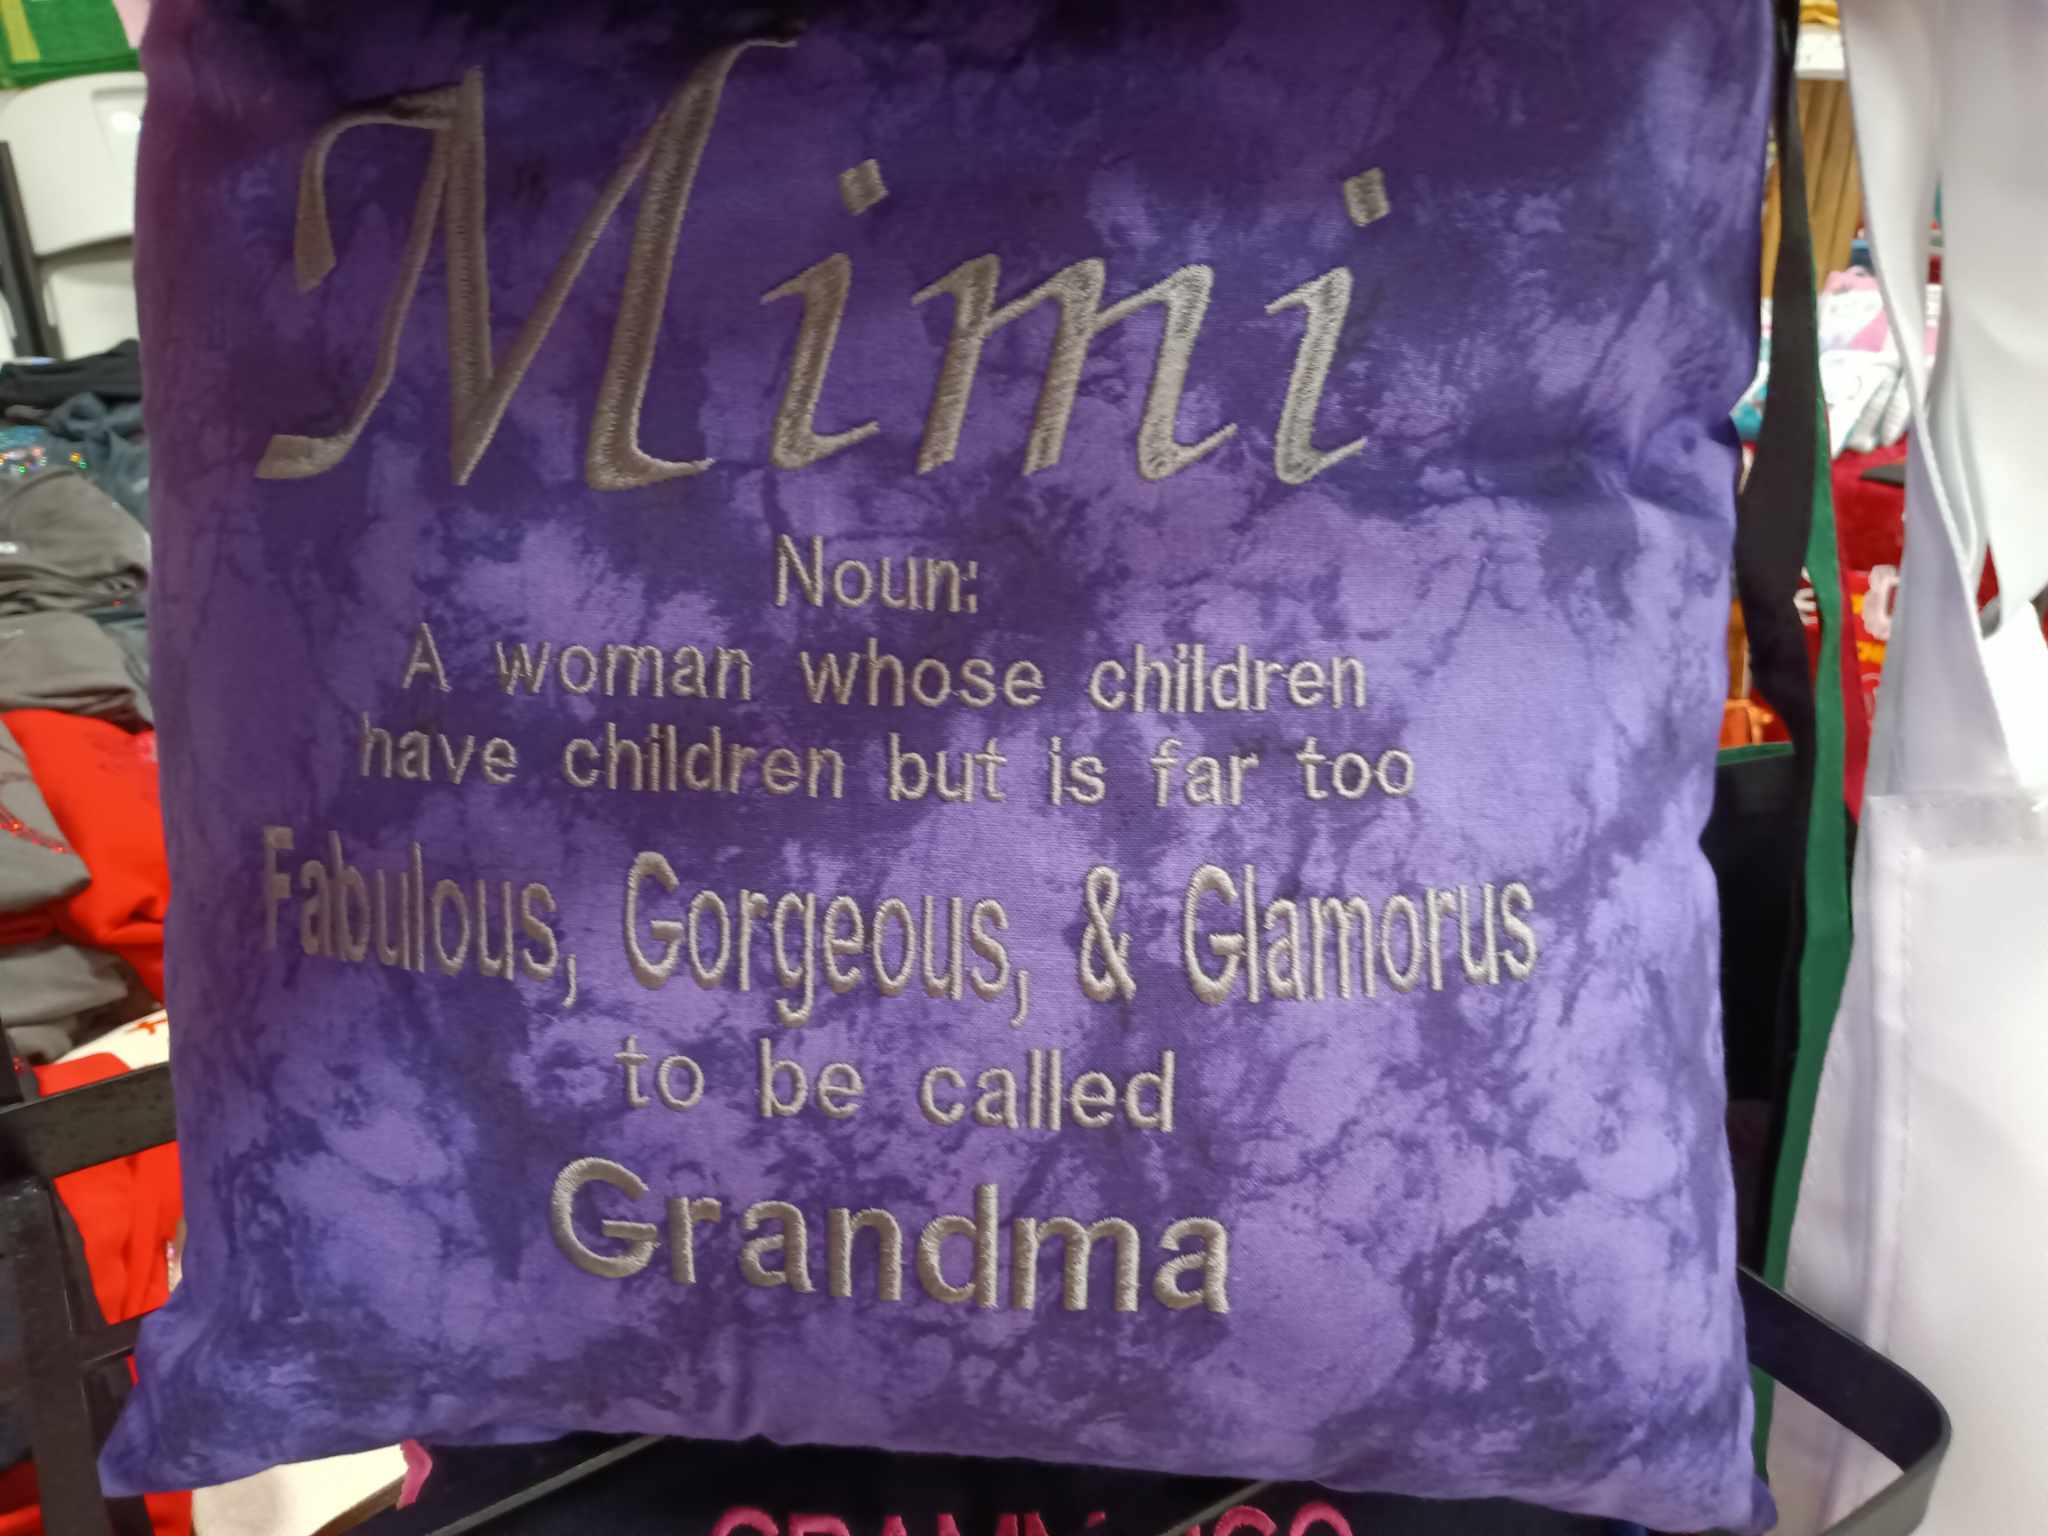 Mimi
Noun:
A woman whose children
have children but is far too
Fabulous, Gorgeous, & Glamorus
to be called
Grandma